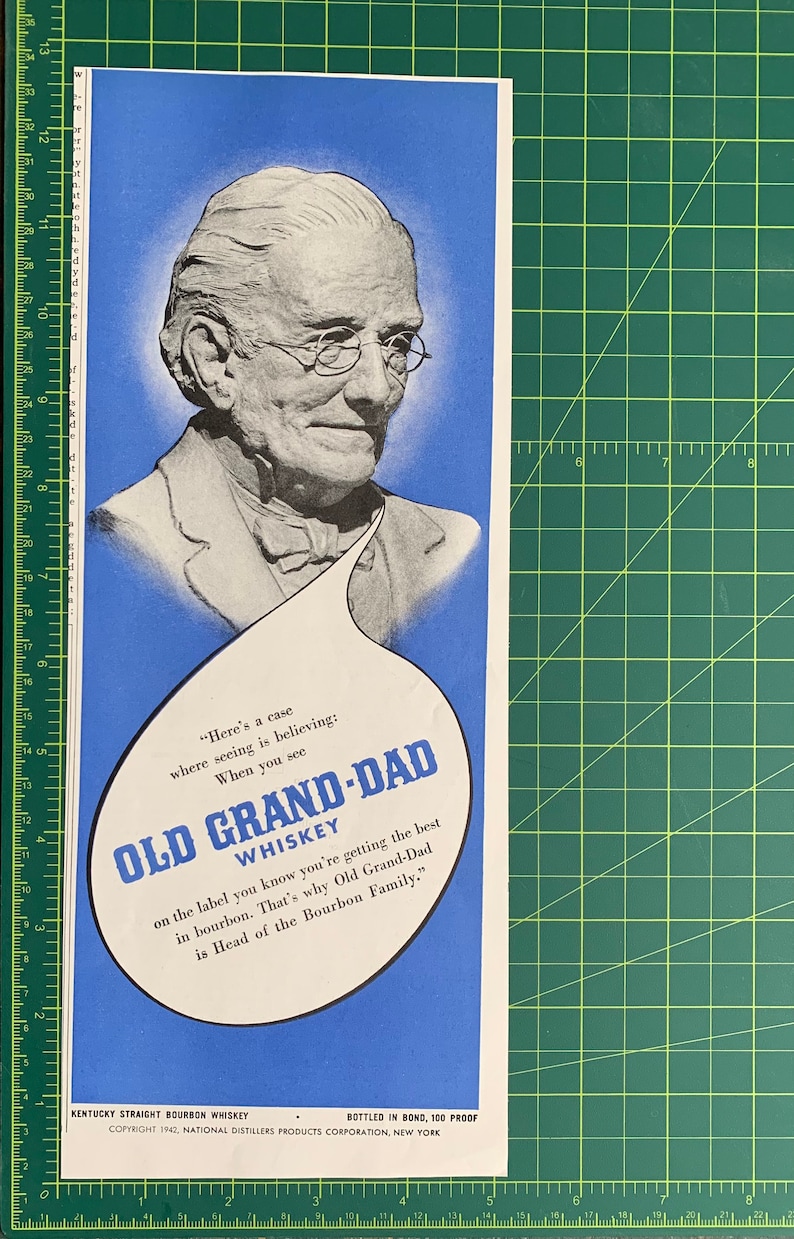 “Here’s a case
where seeing is believing:
When you see
OLD GRAND-DAD
WHISKEY
on the label you know you’re getting the best
in bourbon. That’s why Old Grand-Dad
is Head of the Bourbon Family.”
KENTUCKY STRAIGHT BOURBON WHISKEY • BOTTLED IN BOND, 100 PROOF
COPYRIGHT 1942, NATIONAL DISTILLERS PRODUCTS CORPORATION, NEW YORK